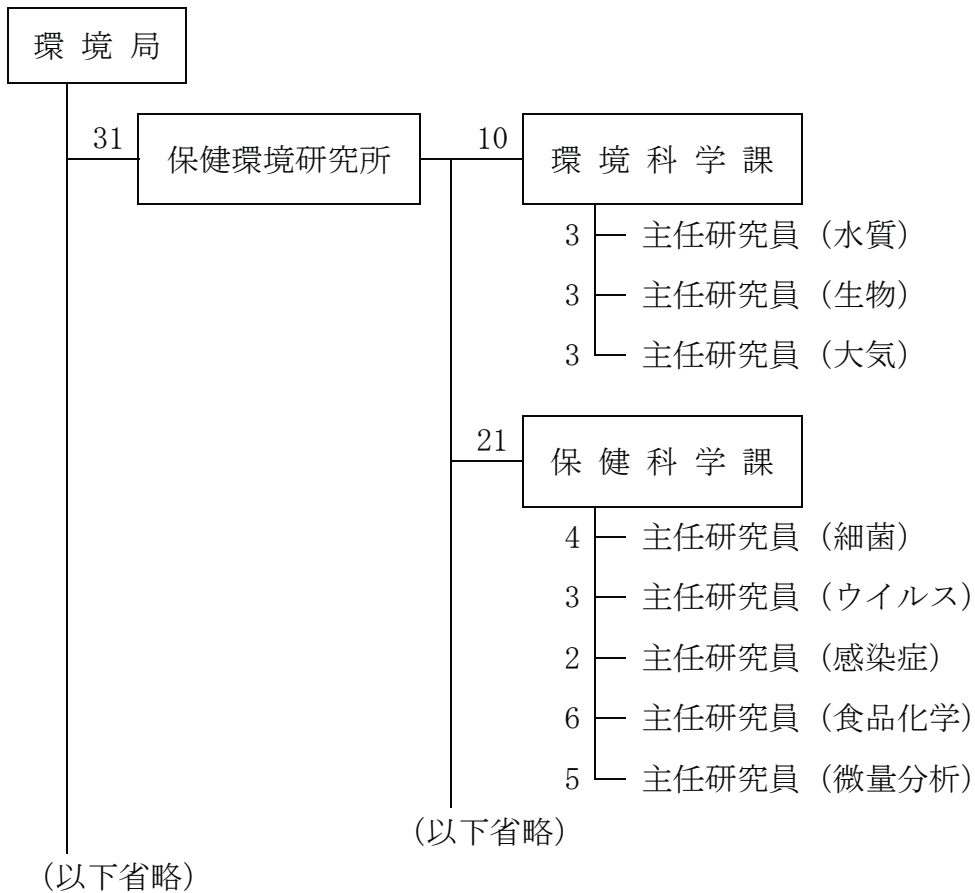 環境局
31 保健環境研究所
10 環境科学課
3 主任研究員（水質）
3 主任研究員（生物）
3 主任研究員（大気）
21 保健科学課
4 主任研究員（細菌）
3 主任研究員（ウイルス）
2 主任研究員（感染症）
6 主任研究員（食品化学）
5 主任研究員（微量分析）
（以下省略）
（以下省略）